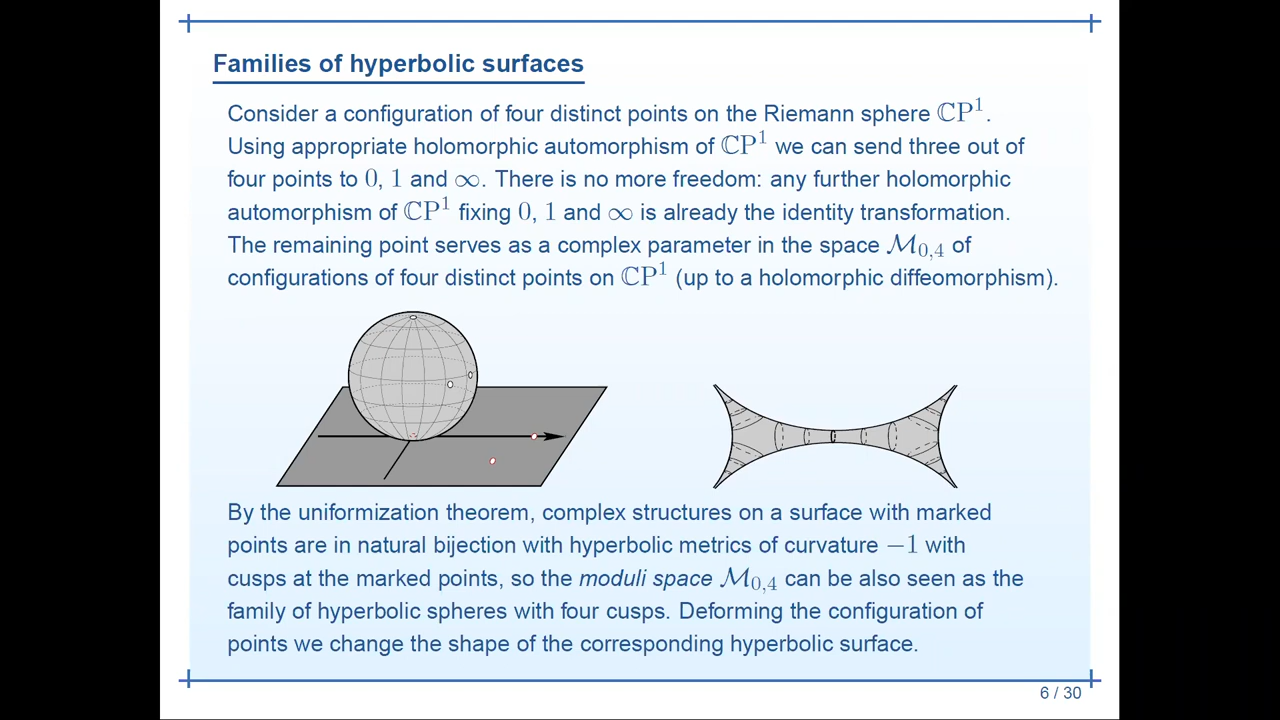 Families of hyperbolic surfaces
Consider a configuration of four distinct points on the Riemann sphere ℂP¹.
Using appropriate holomorphic automorphism of ℂP¹ we can send three out of
four points to 0, 1 and ∞. There is no more freedom: any further holomorphic
automorphism of ℂP¹ fixing 0, 1 and ∞ is already the identity transformation.
The remaining point serves as a complex parameter in the space ℳ₀,₄ of
configurations of four distinct points on ℂP¹ (up to a holomorphic diffeomorphism).
By the uniformization theorem, complex structures on a surface with marked
points are in natural bijection with hyperbolic metrics of curvature −1 with
cusps at the marked points, so the moduli space ℳ₀,₄ can be also seen as the
family of hyperbolic spheres with four cusps. Deforming the configuration of
points we change the shape of the corresponding hyperbolic surface.
6 / 30